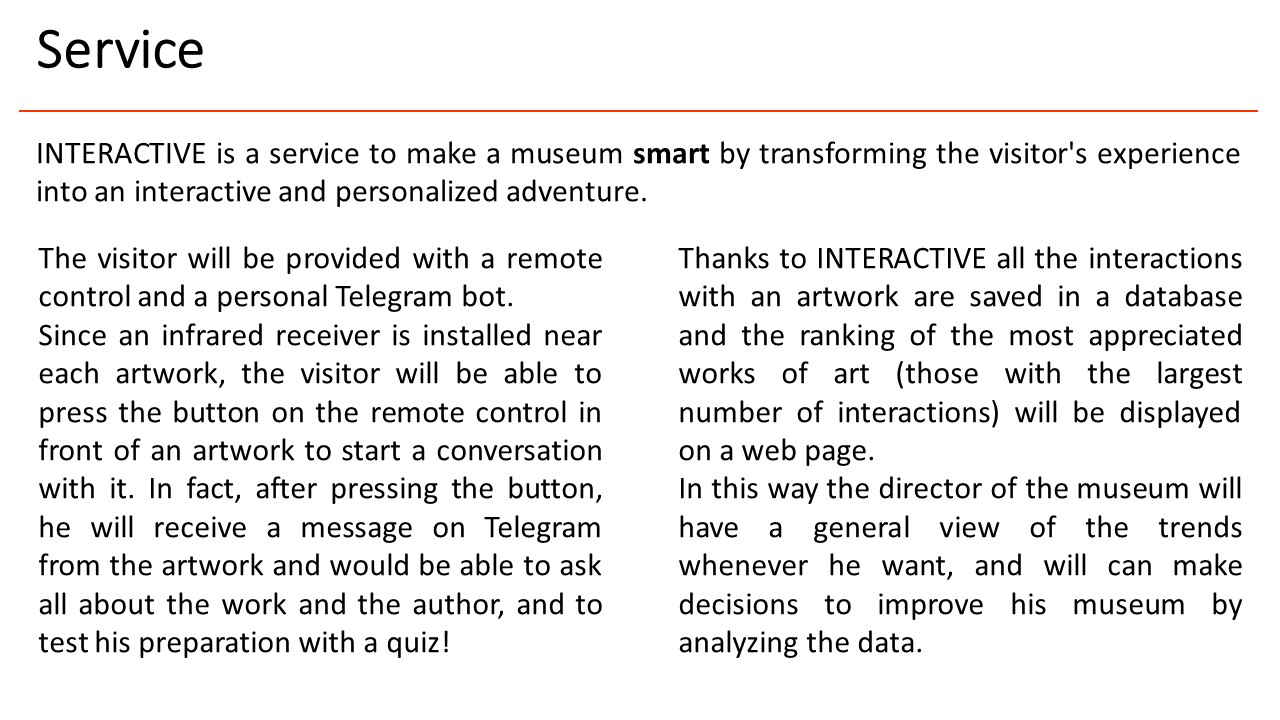 Service
INTERACTIVE is a service to make a museum smart by transforming the visitor's experience
into an interactive and personalized adventure.
The visitor will be provided with a remote
control and a personal Telegram bot.
Since an infrared receiver is installed near
each artwork, the visitor will be able to
press the button on the remote control in
front of an artwork to start a conversation
with it. In fact, after pressing the button,
he will receive a message on Telegram
from the artwork and would be able to ask
all about the work and the author, and to
test his preparation with a quiz!
Thanks to INTERACTIVE all the interactions
with an artwork are saved in a database
and the ranking of the most appreciated
works of art (those with the largest
number of interactions) will be displayed
on a web page.
In this way the director of the museum will
have a general view of the trends
whenever he want, and will can make
decisions to improve his museum by
analyzing the data.